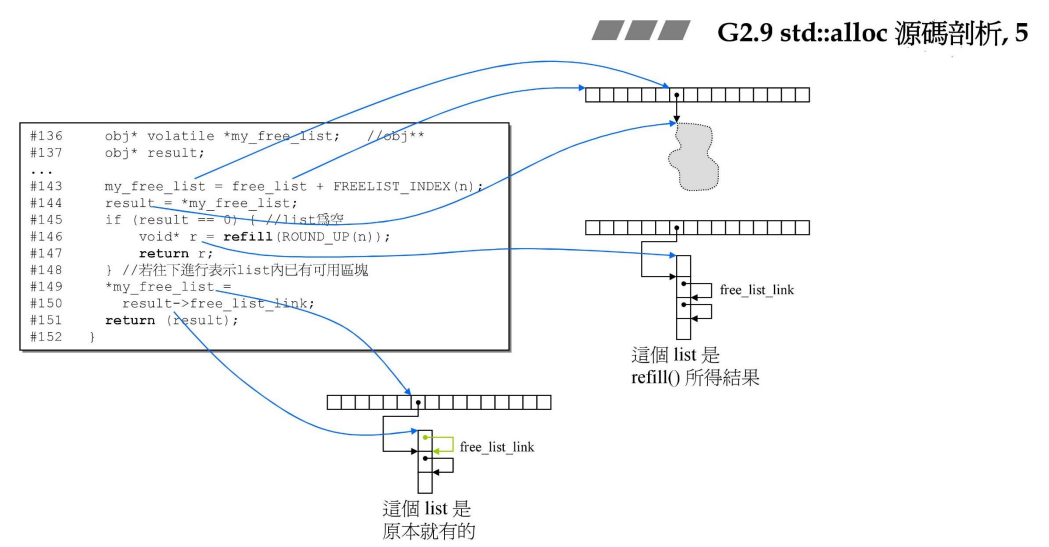 G2.9 std::alloc 源碼剖析, 5
#136 obj* volatile *my_free_list; //obj**
#137 obj* result;
...
#143 my_free_list = free_list + FREELIST_INDEX(n);
#144 result = *my_free_list;
#145 if (result == 0) { //list爲空
#146 void* r = refill(ROUND_UP(n));
#147 return r;
#148 } //若往下進行表示list內已有可用區塊
#149 *my_free_list =
#150 result->free_list_link;
#151 return (result);
#152 }
free_list_link
這個 list 是
refill() 所得結果
free_list_link
這個 list 是
原本就有的